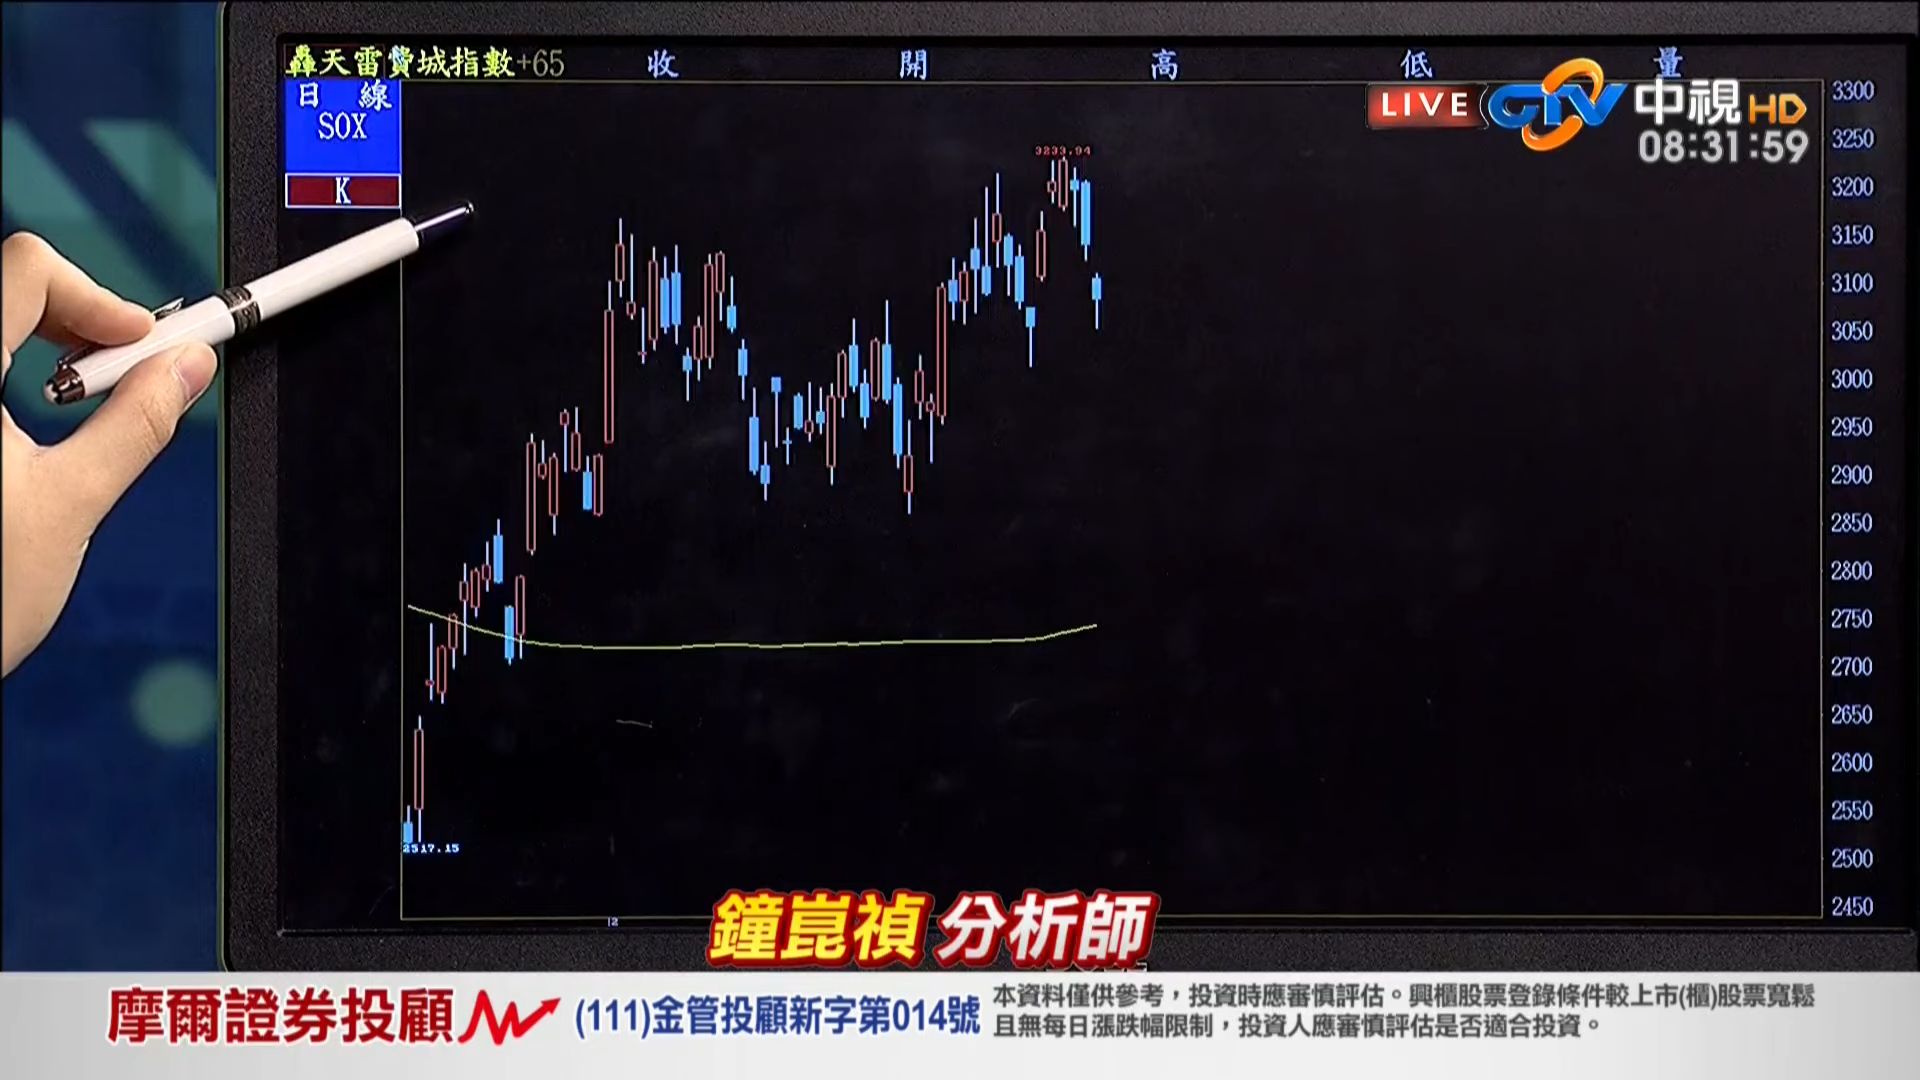 轟天雷費城指數+65 收 開 高 低 量
日 線
SOX
K
LIVE CTV 中視HD
08:31:59
3300
3250
3200
3150
3100
3050
3000
2950
2900
2850
2800
2750
2700
2650
2600
2550
2500
2450
3233.94
2517.15
12
鐘崑禎 分析師
摩爾證券投顧 (111)金管投顧新字第014號
本資料僅供參考，投資時應審慎評估。興櫃股票登錄條件較上市(櫃)股票寬鬆
且無每日漲跌幅限制，投資人應審慎評估是否適合投資。